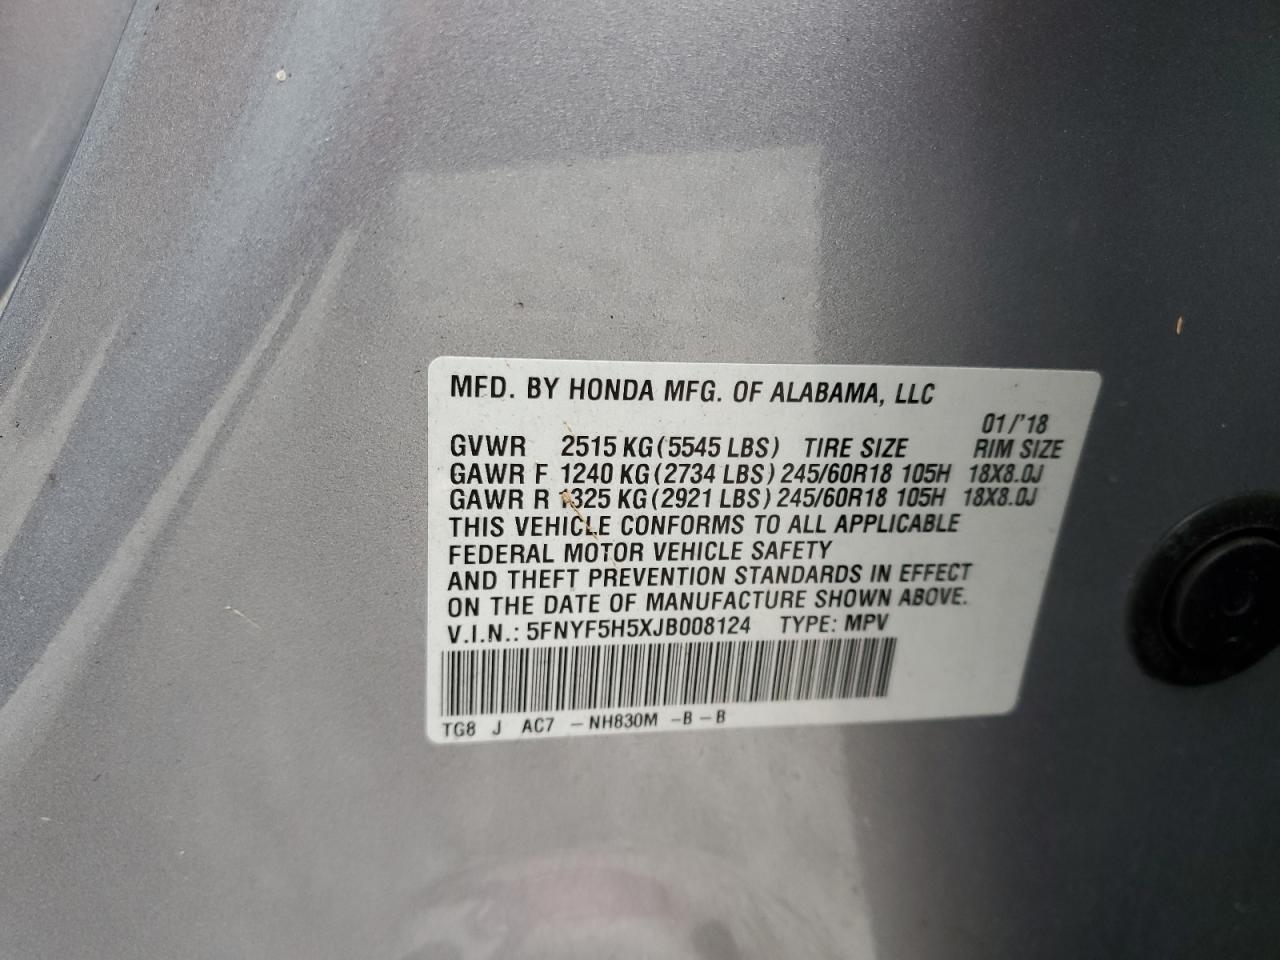 MFD. BY HONDA MFG. OF ALABAMA, LLC
01/'18
GVWR 2515 KG (5545 LBS) TIRE SIZE RIM SIZE
GAWR F 1240 KG (2734 LBS) 245/60R18 105H 18X8.0J
GAWR R 1325 KG (2921 LBS) 245/60R18 105H 18X8.0J
THIS VEHICLE CONFORMS TO ALL APPLICABLE
FEDERAL MOTOR VEHICLE SAFETY
AND THEFT PREVENTION STANDARDS IN EFFECT
ON THE DATE OF MANUFACTURE SHOWN ABOVE.
V.I.N.: 5FNYF5H5XJB008124 TYPE: MPV
TG8 J AC7 - NH830M - B - B